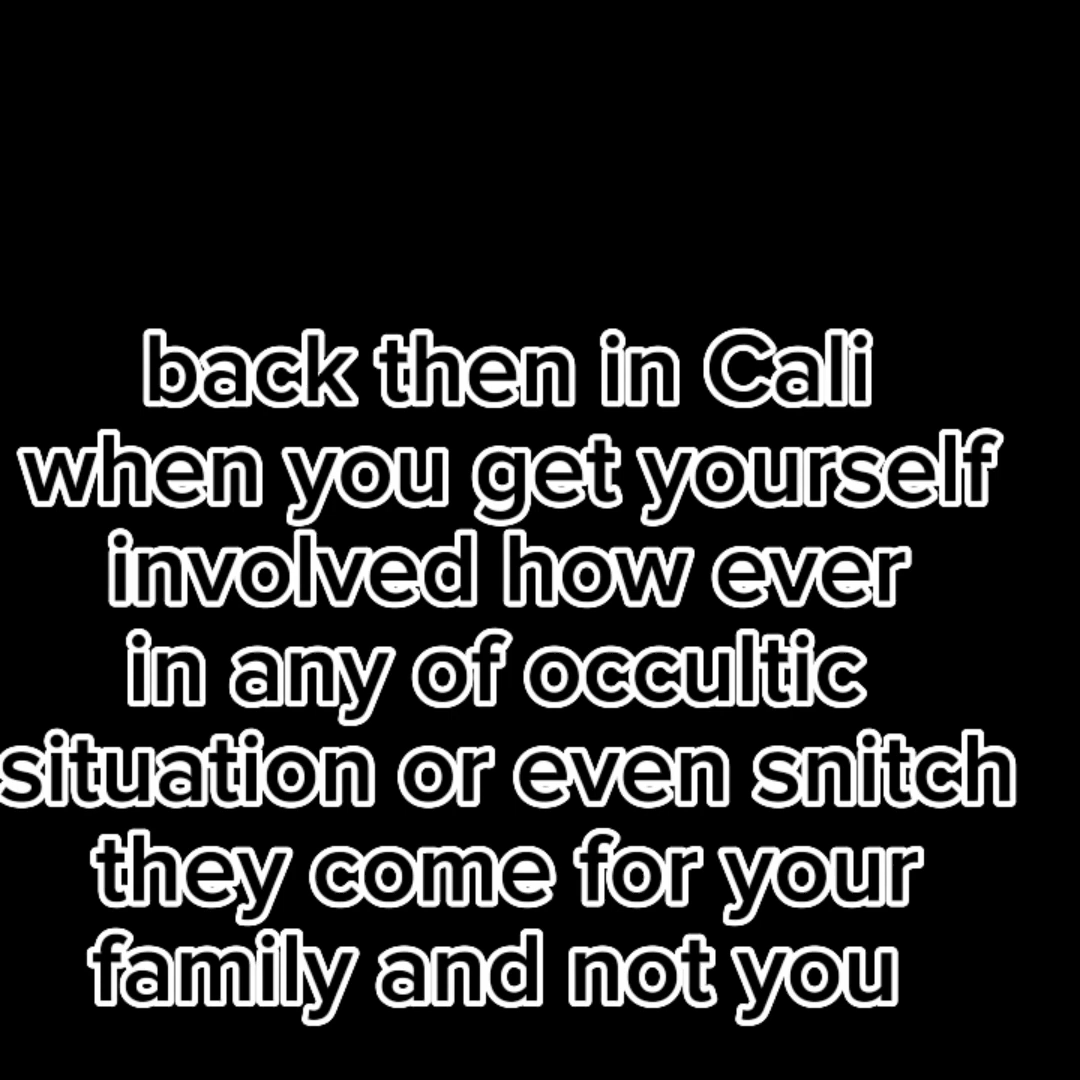 back then in Cali
when you get yourself
involved how ever
in any of occultic
situation or even snitch
they come for your
family and not you